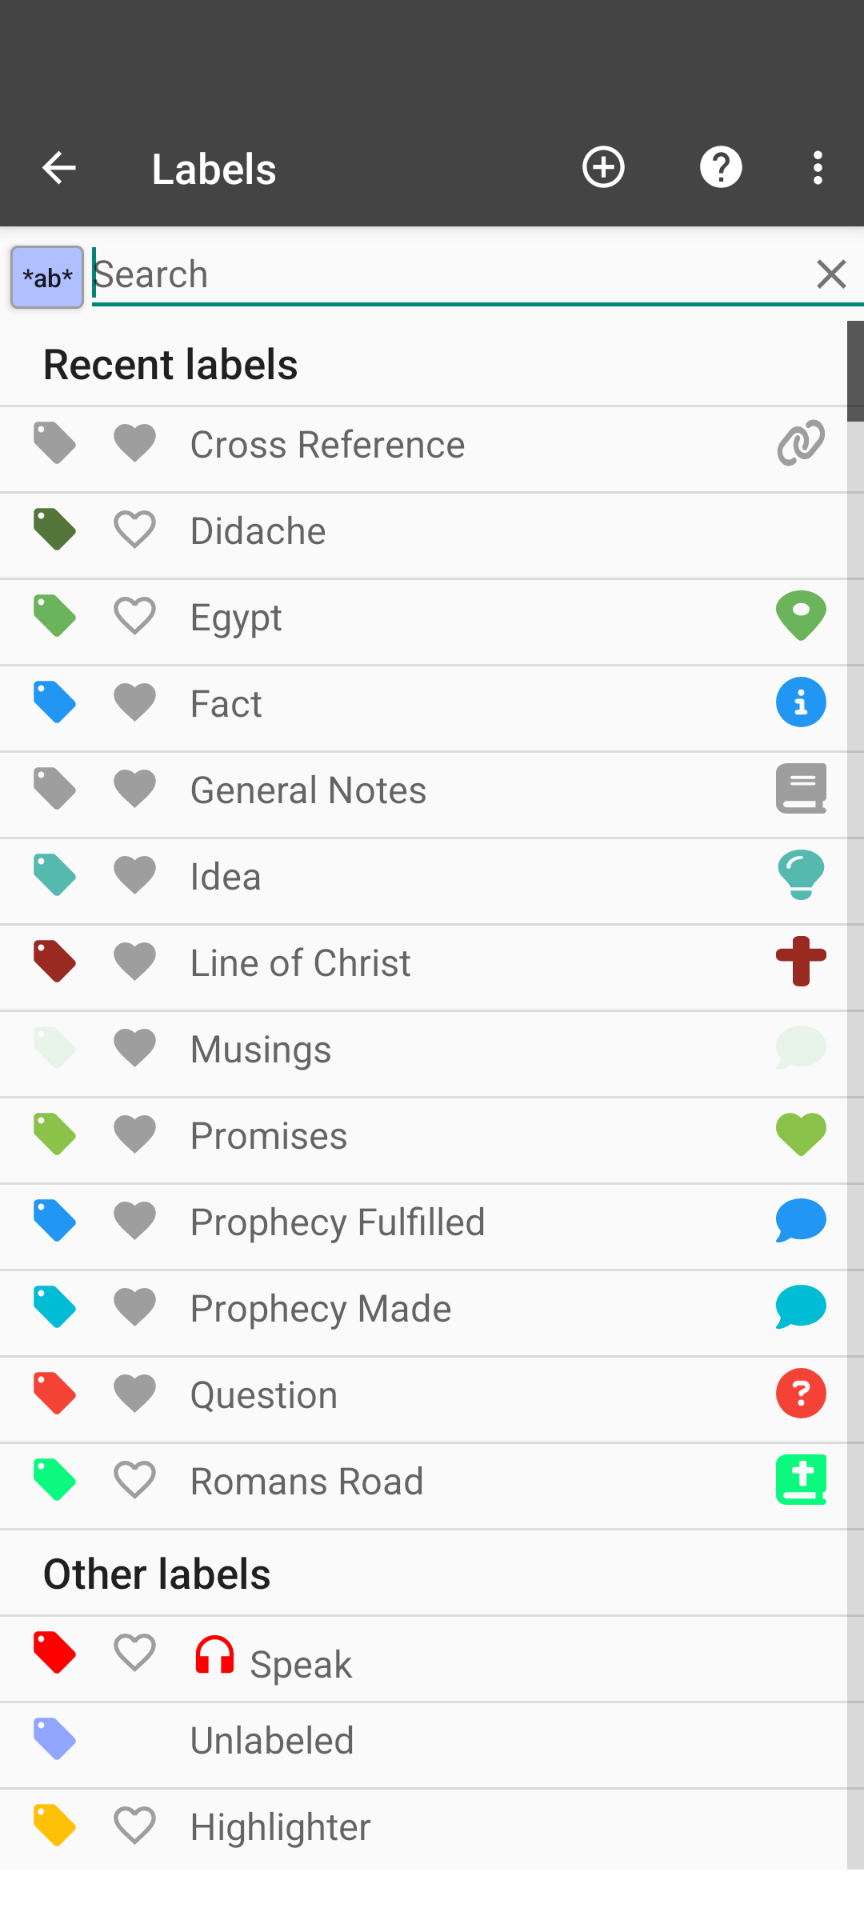 Labels
*ab* Search
Recent labels
Cross Reference
Didache
Egypt
Fact
General Notes
Idea
Line of Christ
Musings
Promises
Prophecy Fulfilled
Prophecy Made
Question
Romans Road
Other labels
Speak
Unlabeled
Highlighter